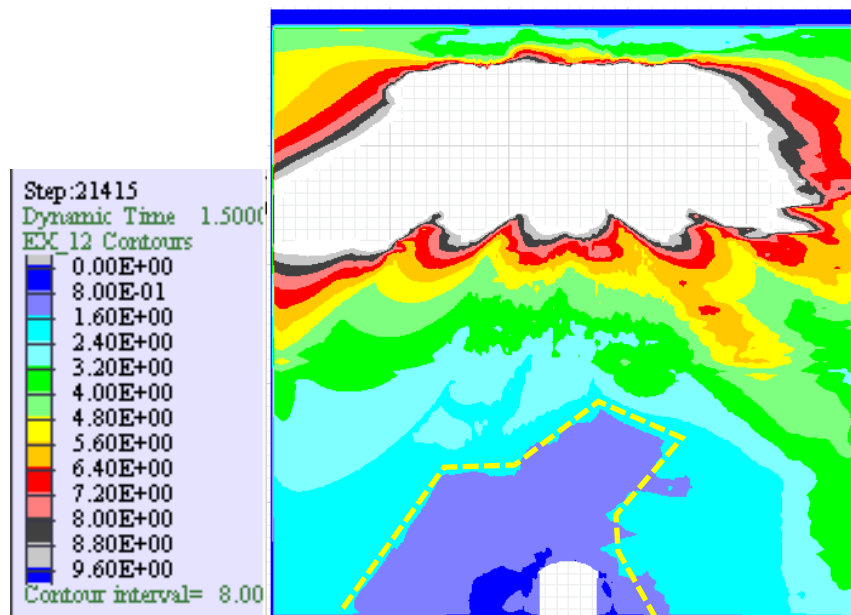 Step:21415
Dynamic Time 1.5000
EX_12 Contours
0.00E+00
8.00E-01
1.60E+00
2.40E+00
3.20E+00
4.00E+00
4.80E+00
5.60E+00
6.40E+00
7.20E+00
8.00E+00
8.80E+00
9.60E+00
Contour interval= 8.00